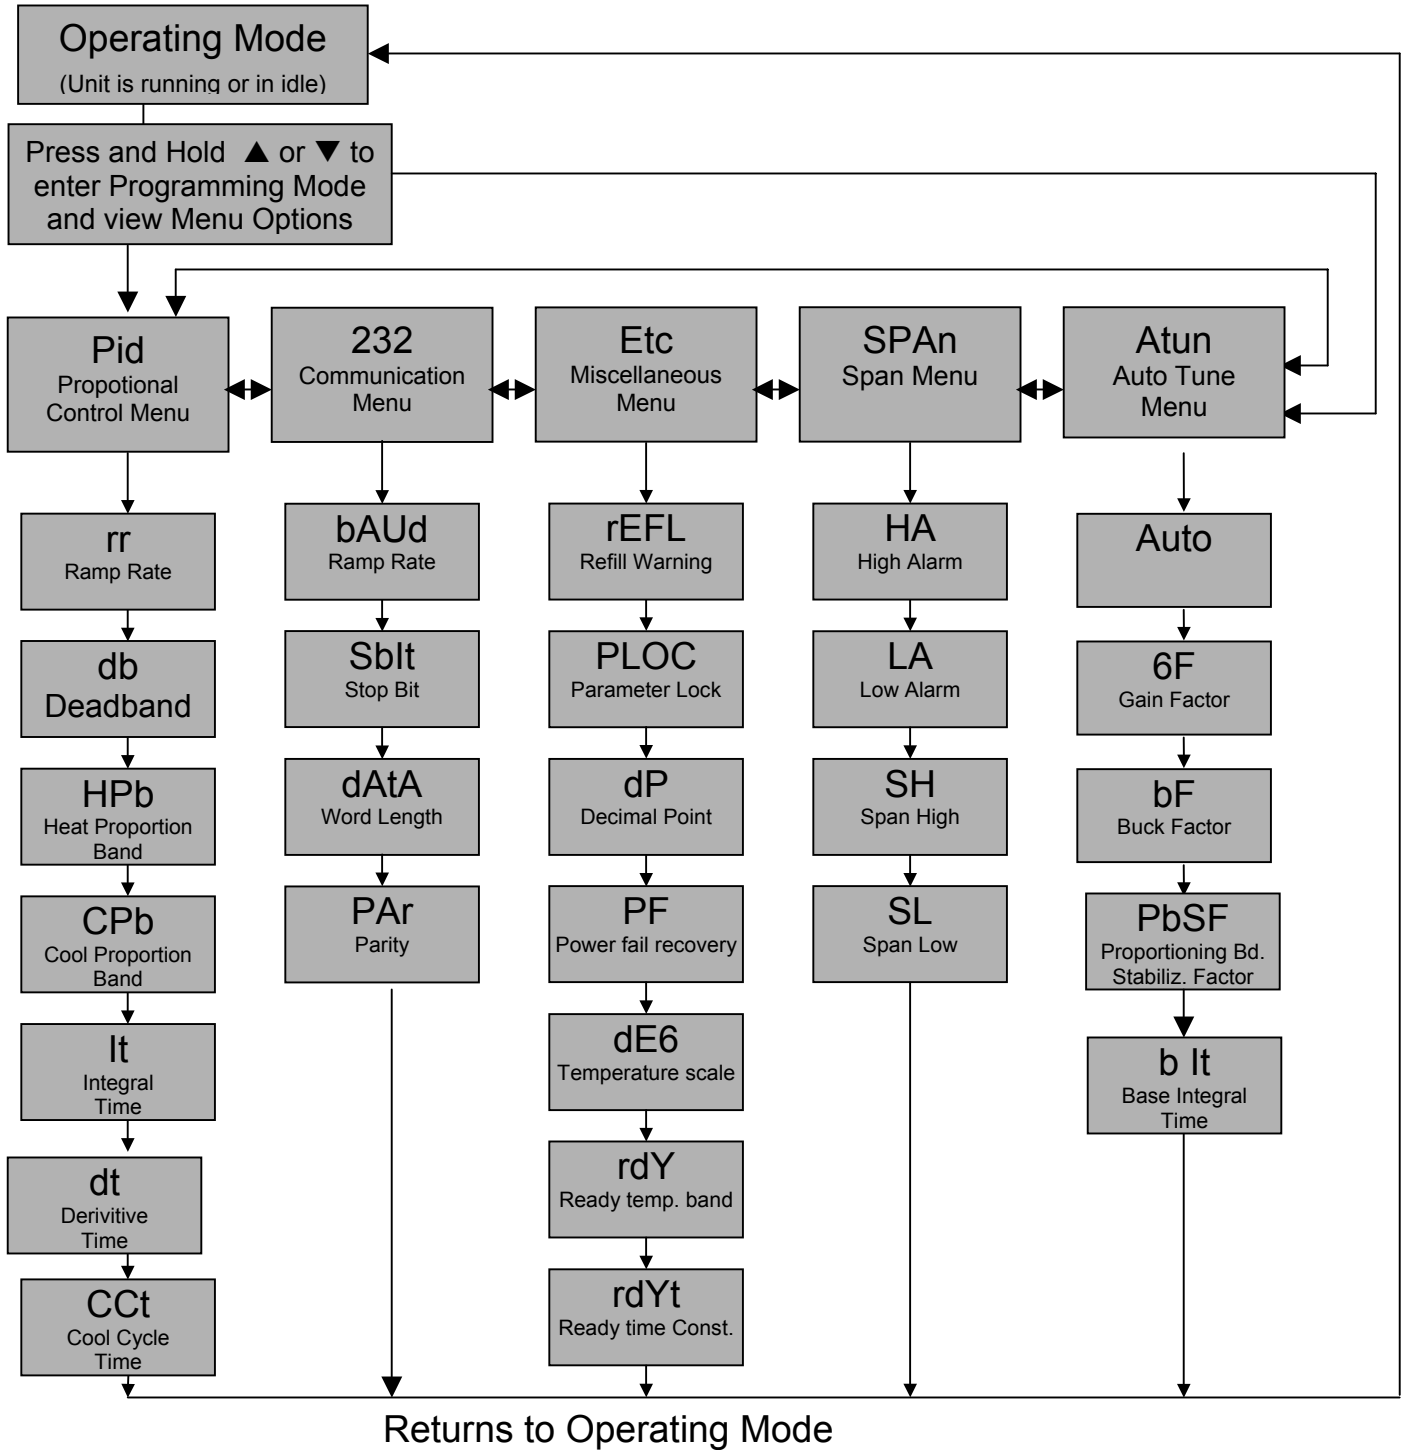 Operating Mode
(Unit is running or in idle)
Press and Hold ▲ or ▼ to
enter Programming Mode
and view Menu Options
Pid
Propotional
Control Menu
232
Communication
Menu
Etc
Miscellaneous
Menu
SPAn
Span Menu
Atun
Auto Tune
Menu
rr
Ramp Rate
db
Deadband
HPb
Heat Proportion
Band
CPb
Cool Proportion
Band
It
Integral
Time
dt
Derivitive
Time
CCt
Cool Cycle
Time
bAUd
Ramp Rate
SbIt
Stop Bit
dAtA
Word Length
PAr
Parity
rEFL
Refill Warning
PLOC
Parameter Lock
dP
Decimal Point
PF
Power fail recovery
dE6
Temperature scale
rdY
Ready temp. band
rdYt
Ready time Const.
HA
High Alarm
LA
Low Alarm
SH
Span High
SL
Span Low
Auto
6F
Gain Factor
bF
Buck Factor
PbSF
Proportioning Bd.
Stabiliz. Factor
b It
Base Integral
Time
Returns to Operating Mode